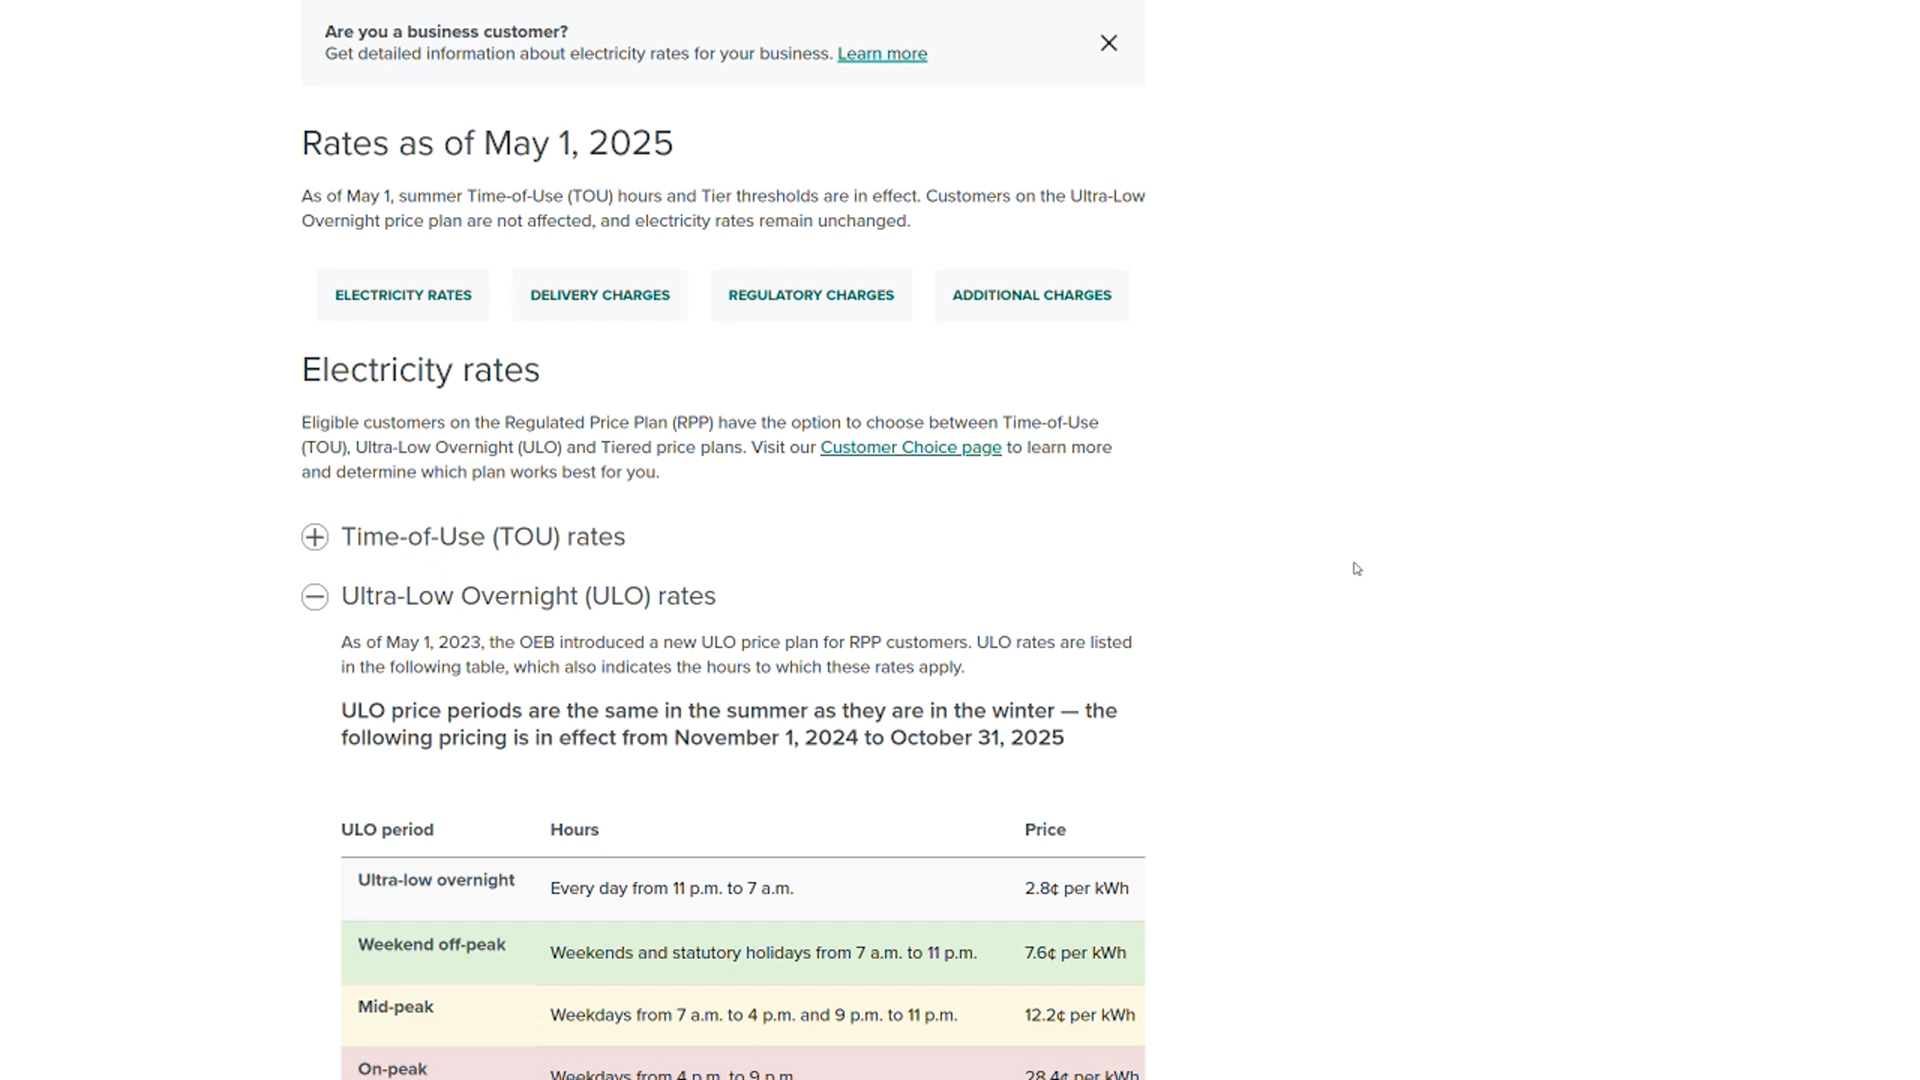 Are you a business customer?
Get detailed information about electricity rates for your business. Learn more
Rates as of May 1, 2025
As of May 1, summer Time-of-Use (TOU) hours and Tier thresholds are in effect. Customers on the Ultra-Low
Overnight price plan are not affected, and electricity rates remain unchanged.
ELECTRICITY RATES DELIVERY CHARGES REGULATORY CHARGES ADDITIONAL CHARGES
Electricity rates
Eligible customers on the Regulated Price Plan (RPP) have the option to choose between Time-of-Use
(TOU), Ultra-Low Overnight (ULO) and Tiered price plans. Visit our Customer Choice page to learn more
and determine which plan works best for you.
Time-of-Use (TOU) rates
Ultra-Low Overnight (ULO) rates
As of May 1, 2023, the OEB introduced a new ULO price plan for RPP customers. ULO rates are listed
in the following table, which also indicates the hours to which these rates apply.
ULO price periods are the same in the summer as they are in the winter — the
following pricing is in effect from November 1, 2024 to October 31, 2025
ULO period Hours Price
Ultra-low overnight Every day from 11 p.m. to 7 a.m. 2.8¢ per kWh
Weekend off-peak Weekends and statutory holidays from 7 a.m. to 11 p.m. 7.6¢ per kWh
Mid-peak Weekdays from 7 a.m. to 4 p.m. and 9 p.m. to 11 p.m. 12.2¢ per kWh
On-peak Weekdays from 4 p.m. to 9 p.m. 28.4¢ per kWh